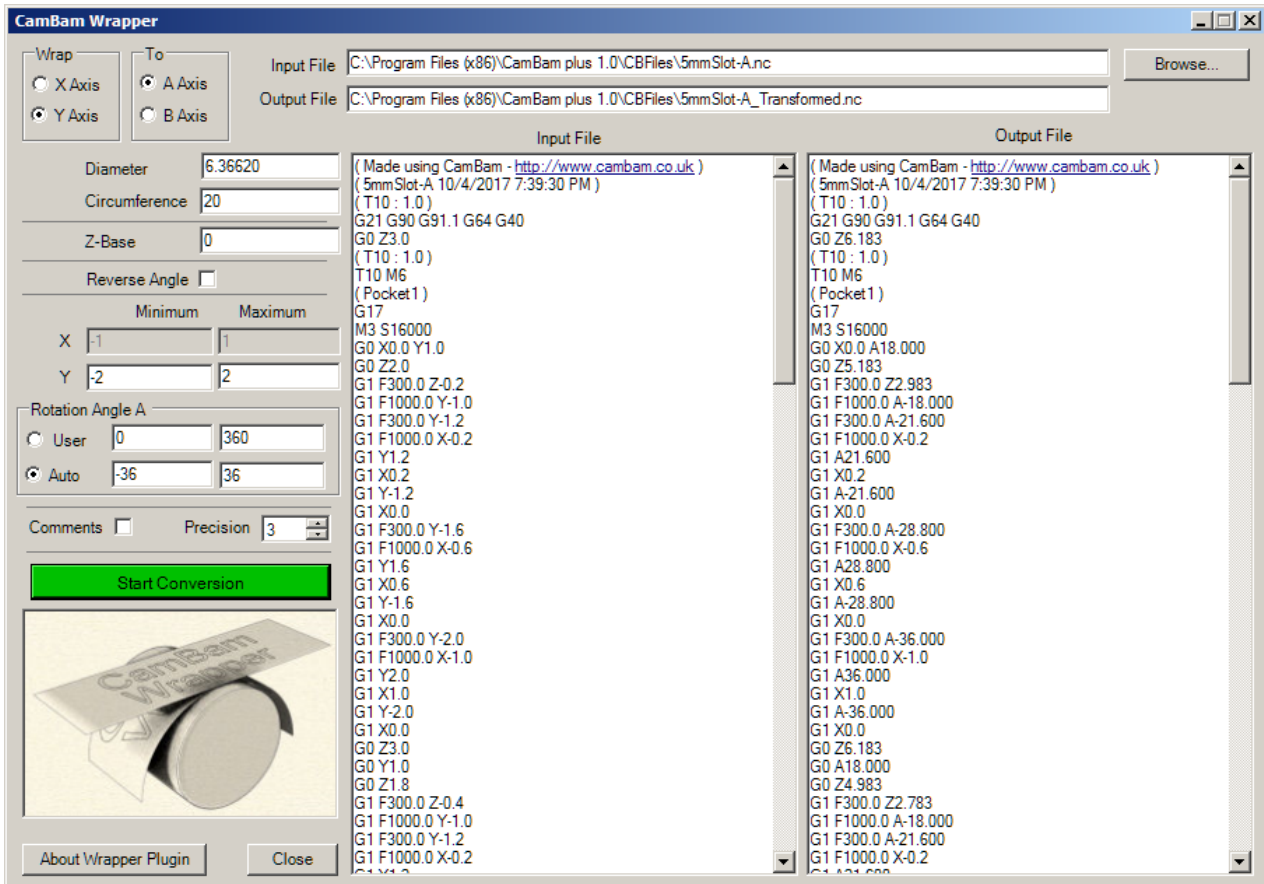 CamBam Wrapper
Wrap
X Axis
Y Axis
To
A Axis
B Axis
Input File C:\Program Files (x86)\CamBam plus 1.0\CBFiles\5mmSlot-A.nc
Browse...
Output File C:\Program Files (x86)\CamBam plus 1.0\CBFiles\5mmSlot-A_Transformed.nc
Diameter 6.36620
Circumference 20
Z-Base 0
Reverse Angle
Minimum Maximum
X -1 1
Y -2 2
Rotation Angle A
User 0 360
Auto -36 36
Comments Precision 3
Start Conversion
CamBam
Wrapper
About Wrapper Plugin Close
Input File
( Made using CamBam - http://www.cambam.co.uk )
( 5mmSlot-A 10/4/2017 7:39:30 PM )
( T10 : 1.0 )
G21 G90 G91.1 G64 G40
G0 Z3.0
( T10 : 1.0 )
T10 M6
( Pocket1 )
G17
M3 S16000
G0 X0.0 Y1.0
G0 Z2.0
G1 F300.0 Z-0.2
G1 F1000.0 Y-1.0
G1 F300.0 Y-1.2
G1 F1000.0 X-0.2
G1 Y1.2
G1 X0.2
G1 Y-1.2
G1 X0.0
G1 F300.0 Y-1.6
G1 F1000.0 X-0.6
G1 Y1.6
G1 X0.6
G1 Y-1.6
G1 X0.0
G1 F300.0 Y-2.0
G1 F1000.0 X-1.0
G1 Y2.0
G1 X1.0
G1 Y-2.0
G1 X0.0
G0 Z3.0
G0 Y1.0
G0 Z1.8
G1 F300.0 Z-0.4
G1 F1000.0 Y-1.0
G1 F300.0 Y-1.2
G1 F1000.0 X-0.2
G1 Y1.2
Output File
( Made using CamBam - http://www.cambam.co.uk )
( 5mmSlot-A 10/4/2017 7:39:30 PM )
( T10 : 1.0 )
G21 G90 G91.1 G64 G40
G0 Z6.183
( T10 : 1.0 )
T10 M6
( Pocket1 )
G17
M3 S16000
G0 X0.0 A18.000
G0 Z5.183
G1 F300.0 Z2.983
G1 F1000.0 A-18.000
G1 F300.0 A-21.600
G1 F1000.0 X-0.2
G1 A21.600
G1 X0.2
G1 A-21.600
G1 X0.0
G1 F300.0 A-28.800
G1 F1000.0 X-0.6
G1 A28.800
G1 X0.6
G1 A-28.800
G1 X0.0
G1 F300.0 A-36.000
G1 F1000.0 X-1.0
G1 A36.000
G1 X1.0
G1 A-36.000
G1 X0.0
G0 Z6.183
G0 A18.000
G0 Z4.983
G1 F300.0 Z2.783
G1 F1000.0 A-18.000
G1 F300.0 A-21.600
G1 F1000.0 X-0.2
G1 A21.600